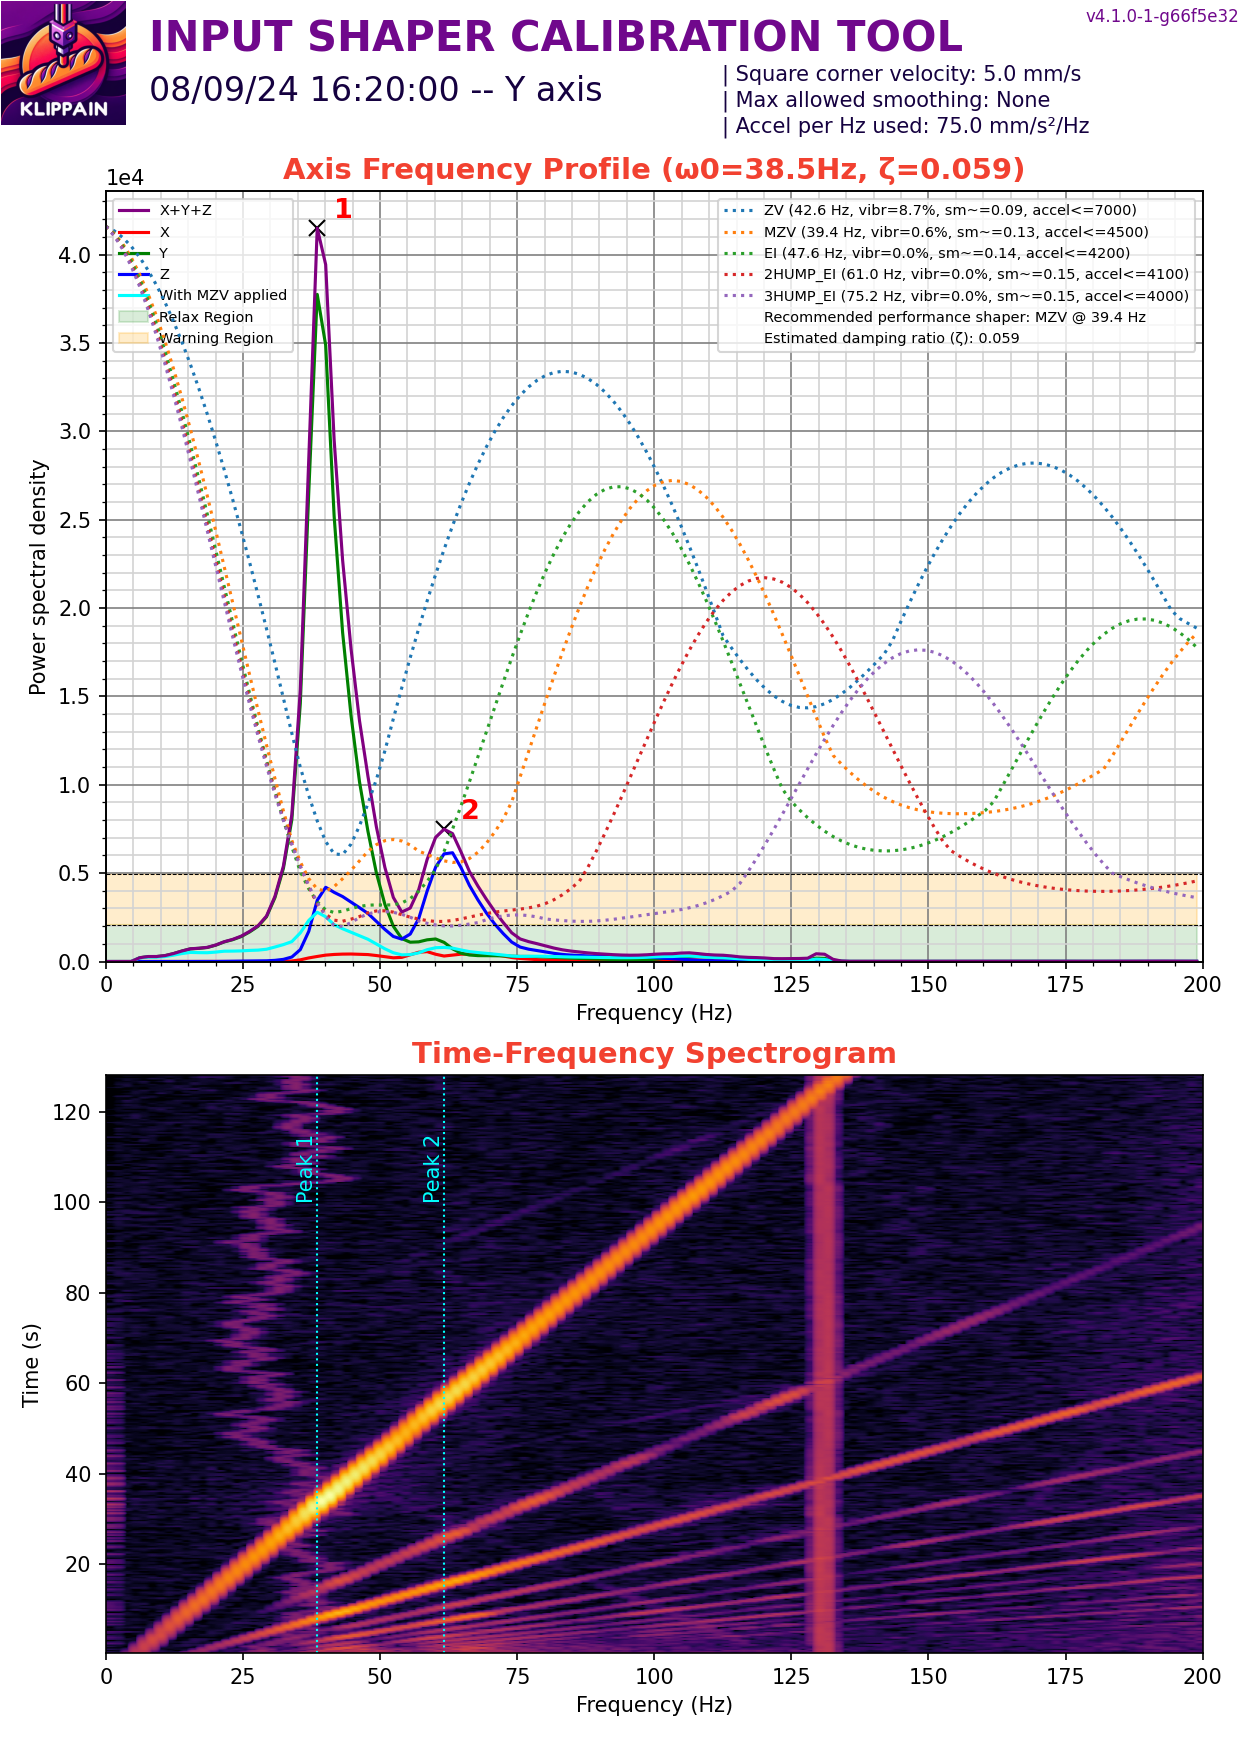 v4.1.0-1-g66f5e32
INPUT SHAPER CALIBRATION TOOL
KLIPPAIN
08/09/24 16:20:00 -- Y axis
| Square corner velocity: 5.0 mm/s
| Max allowed smoothing: None
| Accel per Hz used: 75.0 mm/s²/Hz
Axis Frequency Profile (ω0=38.5Hz, ζ=0.059)
1e4
X+Y+Z
X
Y
Z
With MZV applied
Relax Region
Warning Region
ZV (42.6 Hz, vibr=8.7%, sm~=0.09, accel<=7000)
MZV (39.4 Hz, vibr=0.6%, sm~=0.13, accel<=4500)
EI (47.6 Hz, vibr=0.0%, sm~=0.14, accel<=4200)
2HUMP_EI (61.0 Hz, vibr=0.0%, sm~=0.15, accel<=4100)
3HUMP_EI (75.2 Hz, vibr=0.0%, sm~=0.15, accel<=4000)
Recommended performance shaper: MZV @ 39.4 Hz
Estimated damping ratio (ζ): 0.059
1
2
Power spectral density
4.0
3.5
3.0
2.5
2.0
1.5
1.0
0.5
0.0
0 25 50 75 100 125 150 175 200
Frequency (Hz)
Time-Frequency Spectrogram
Peak 1
Peak 2
Time (s)
120
100
80
60
40
20
0 25 50 75 100 125 150 175 200
Frequency (Hz)